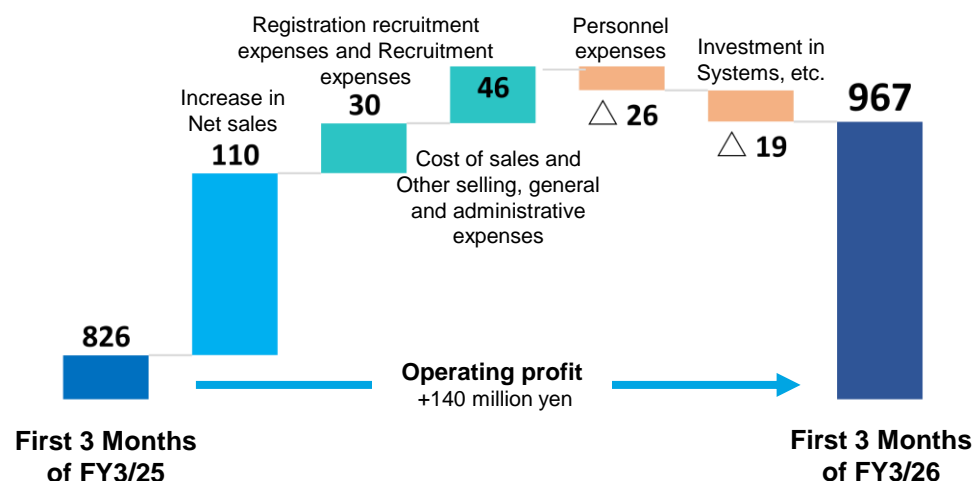 Registration recruitment
expenses and Recruitment
expenses
Personnel
expenses
Investment in
Systems, etc.
Increase in
Net sales
826
110
30
46
△ 26
△ 19
967
Cost of sales and
Other selling, general
and administrative
expenses
Operating profit
+140 million yen
First 3 Months
of FY3/25
First 3 Months
of FY3/26